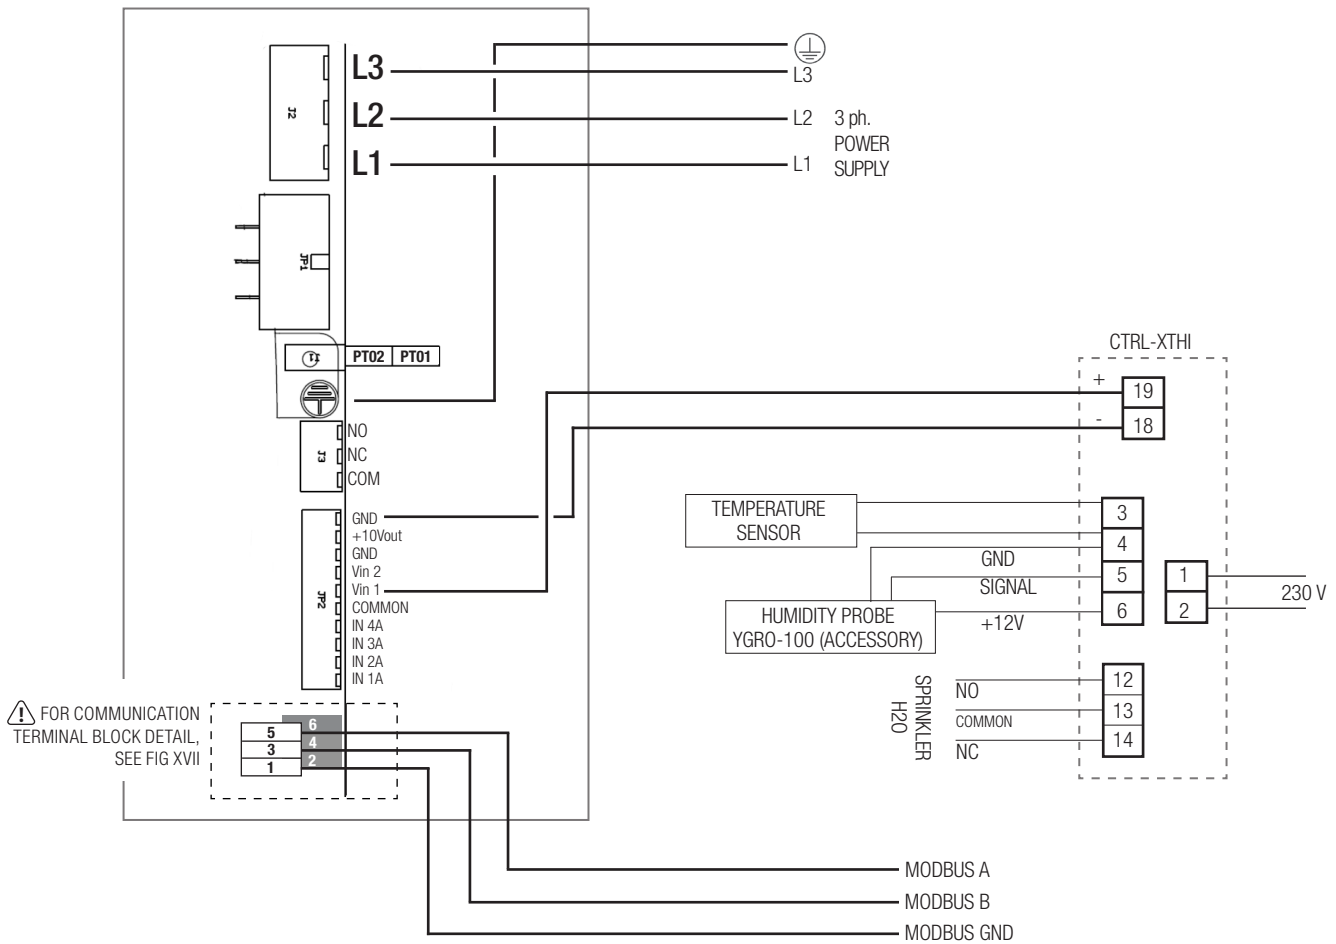 L3
L3
J2
L2
L2
3 ph.
POWER
SUPPLY
L1
L1
JP1
J1
PT02
PT01
CTRL-XTHI
+
19
-
18
J3
NO
NC
COM
JP2
GND
+10Vout
GND
Vin 2
Vin 1
COMMON
IN 4A
IN 3A
IN 2A
IN 1A
TEMPERATURE
SENSOR
3
4
GND
5
SIGNAL
6
+12V
HUMIDITY PROBE
YGRO-100 (ACCESSORY)
1
2
230 V
SPRINKLER
H2O
NO
12
COMMON
13
NC
14
FOR COMMUNICATION
TERMINAL BLOCK DETAIL,
SEE FIG XVII
5
6
3
4
1
2
MODBUS A
MODBUS B
MODBUS GND